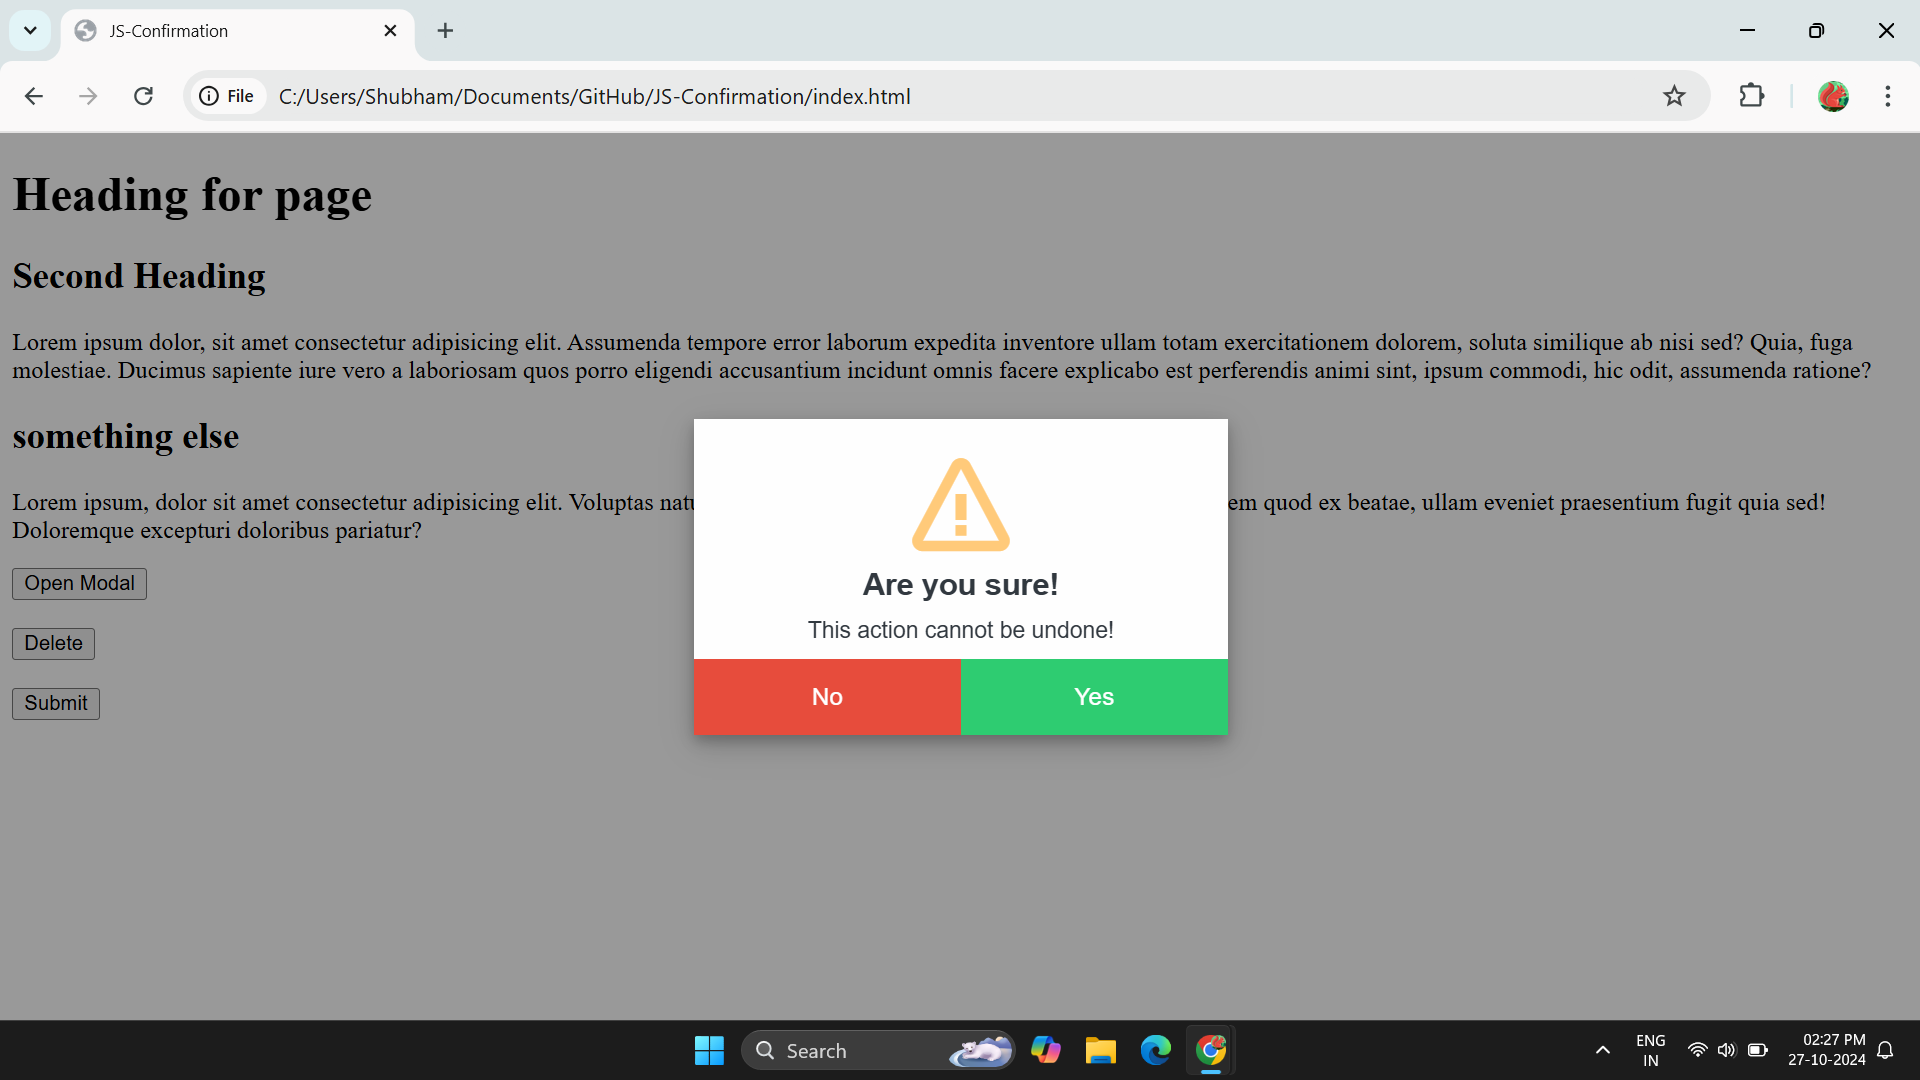 JS-Confirmation
File
C:/Users/Shubham/Documents/GitHub/JS-Confirmation/index.html
Heading for page
Second Heading
Lorem ipsum dolor, sit amet consectetur adipisicing elit. Assumenda tempore error laborum expedita inventore ullam totam exercitationem dolorem, soluta similique ab nisi sed? Quia, fuga
molestiae. Ducimus sapiente iure vero a laboriosam quos porro eligendi accusantium incidunt omnis facere explicabo est perferendis animi sint, ipsum commodi, hic odit, assumenda ratione?
something else
Lorem ipsum, dolor sit amet consectetur adipisicing elit. Voluptas quod ex beatae, ullam eveniet praesentium fugit quia sed!
Doloremque excepturi doloribus pariatur?
Open Modal
Delete
Submit
Are you sure!
This action cannot be undone!
No
Yes
Search
ENG
IN
02:27 PM
27-10-2024